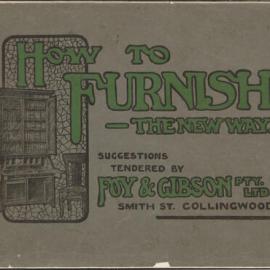 HOW TO
FURNISH
— THE NEW WAY
SUGGESTIONS
TENDERED BY
FOY & GIBSON PTY.
LTD
SMITH ST. COLLINGWOOD